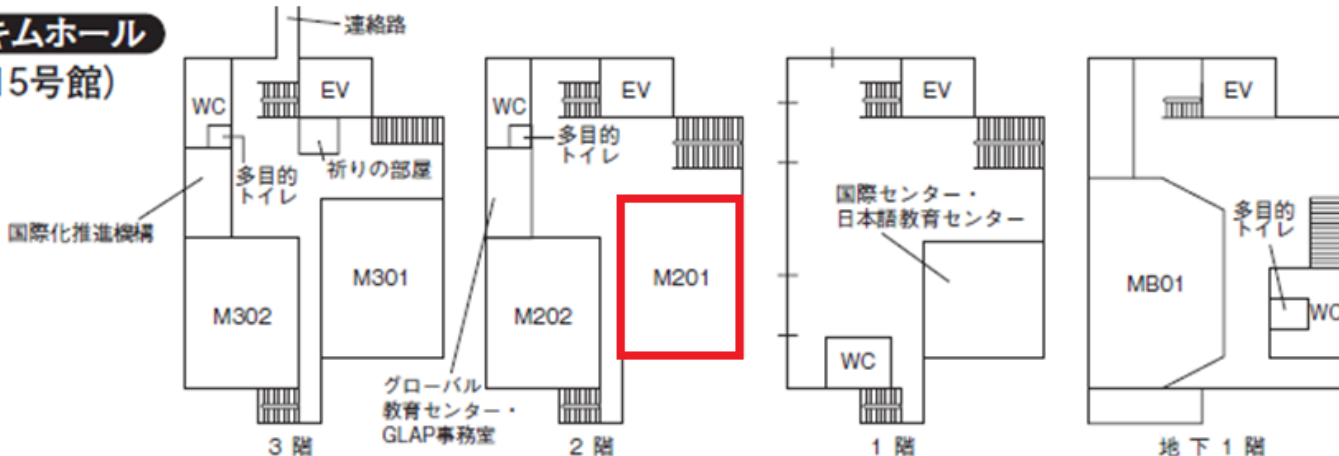 キムホール
15号館)
連絡路
WC
EV
多目的
トイレ
祈りの部屋
国際化推進機構
M301
M302
3 階
WC
EV
多目的
トイレ
M201
M202
グローバル
教育センター・
GLAP事務室
2 階
EV
国際センター・
日本語教育センター
WC
1 階
EV
多目的
トイレ
MB01
WC
地 下 1 階